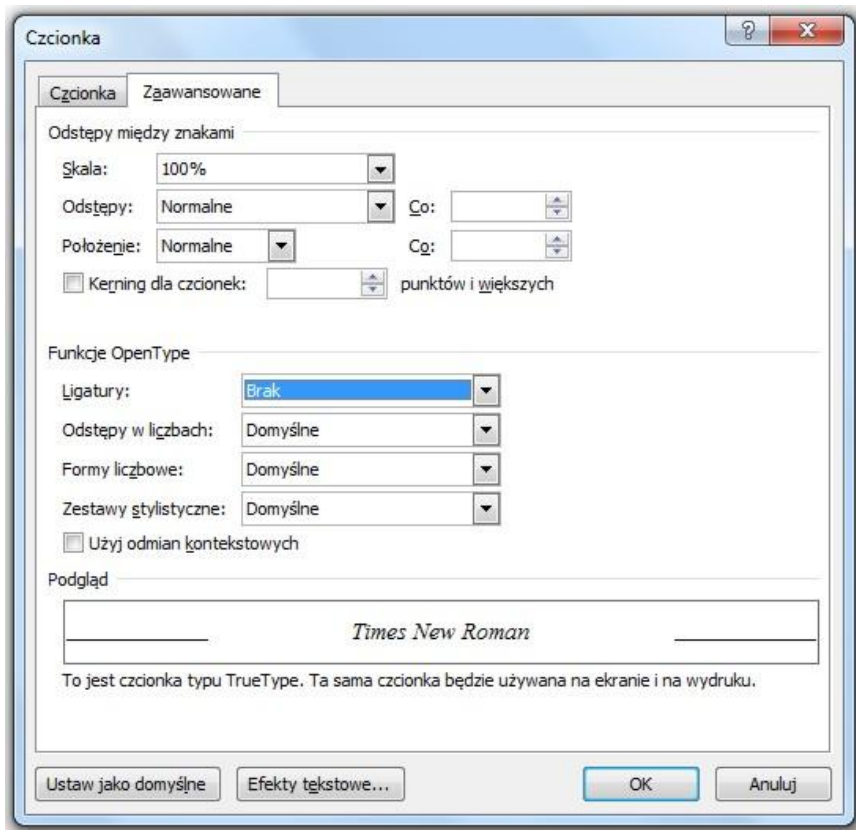 Czcionka
Czcionka Zaawansowane
Odstępy między znakami
Skala: 100%
Odstępy: Normalne Co:
Położenie: Normalne Co:
Kerning dla czcionek: punktów i większych
Funkcje OpenType
Ligatury: Brak
Odstępy w liczbach: Domyślne
Formy liczbowe: Domyślne
Zestawy stylistyczne: Domyślne
Użyj odmian kontekstowych
Podgląd
Times New Roman
To jest czcionka typu TrueType. Ta sama czcionka będzie używana na ekranie i na wydruku.
Ustaw jako domyślne Efekty tekstowe... OK Anuluj